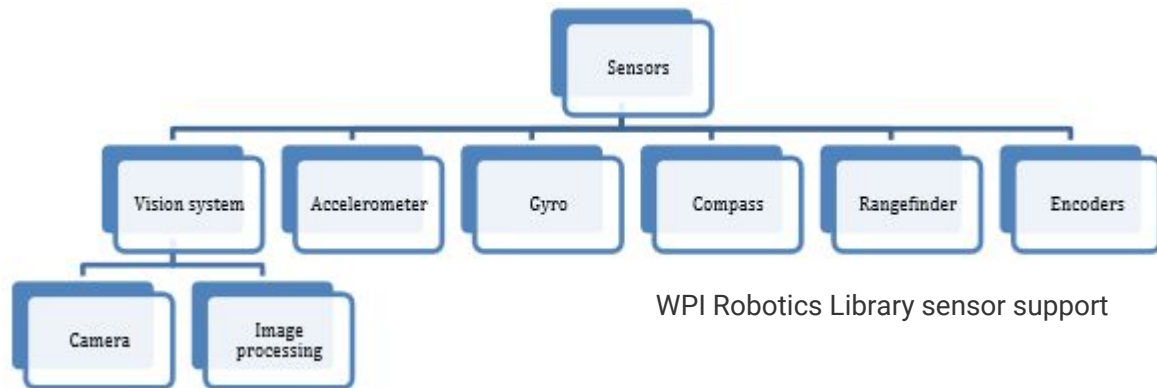 Sensors
Vision system
Accelerometer
Gyro
Compass
Rangefinder
Encoders
Camera
Image
processing
WPI Robotics Library sensor support